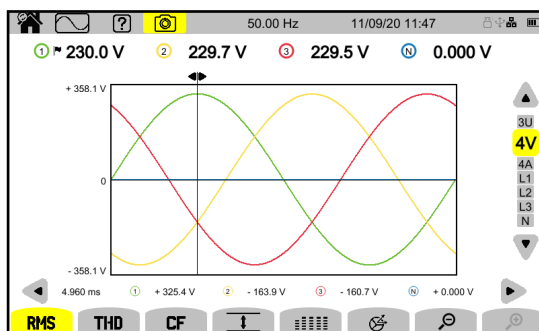 ? 50.00 Hz 11/09/20 11:47
1 230.0 V 2 229.7 V 3 229.5 V N 0.000 V
+ 358.1 V
0
- 358.1 V
3U
4V
4A
L1
L2
L3
N
4.960 ms 1 + 325.4 V 2 - 163.9 V 3 - 160.7 V N + 0.000 V
RMS THD CF